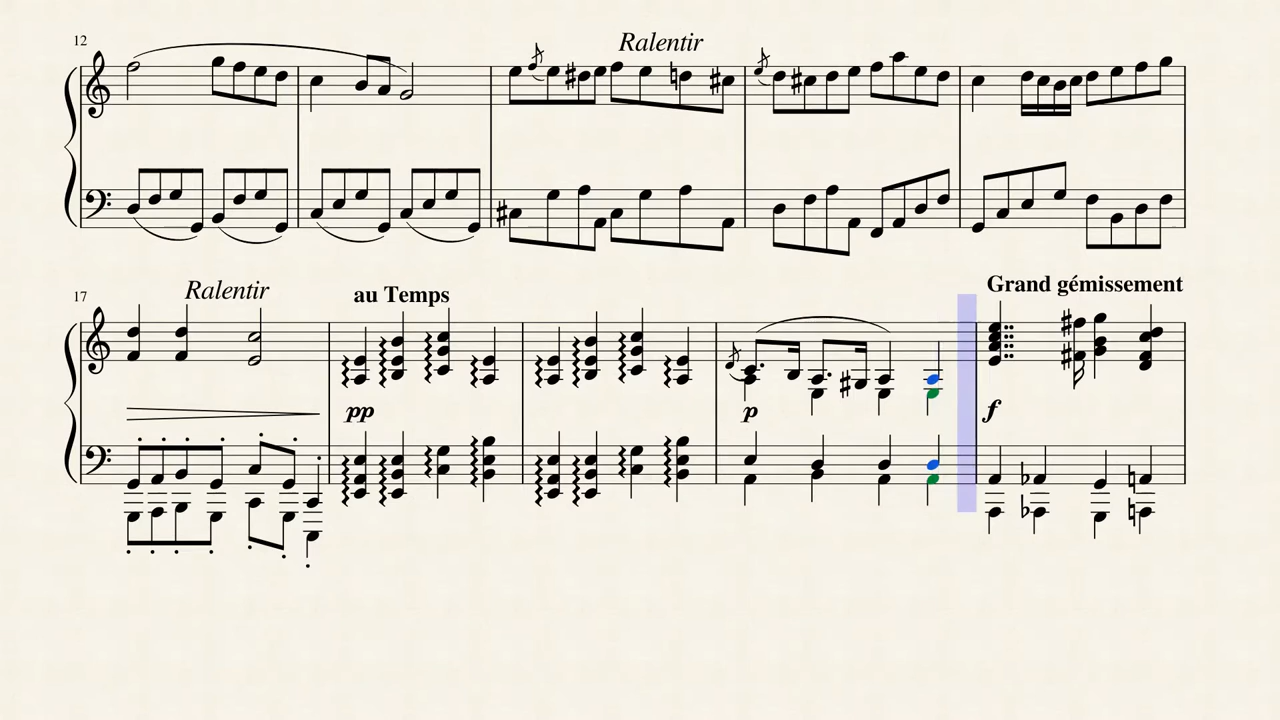 12
Ralentir
17
Ralentir
au Temps
Grand gémissement
pp
p
f